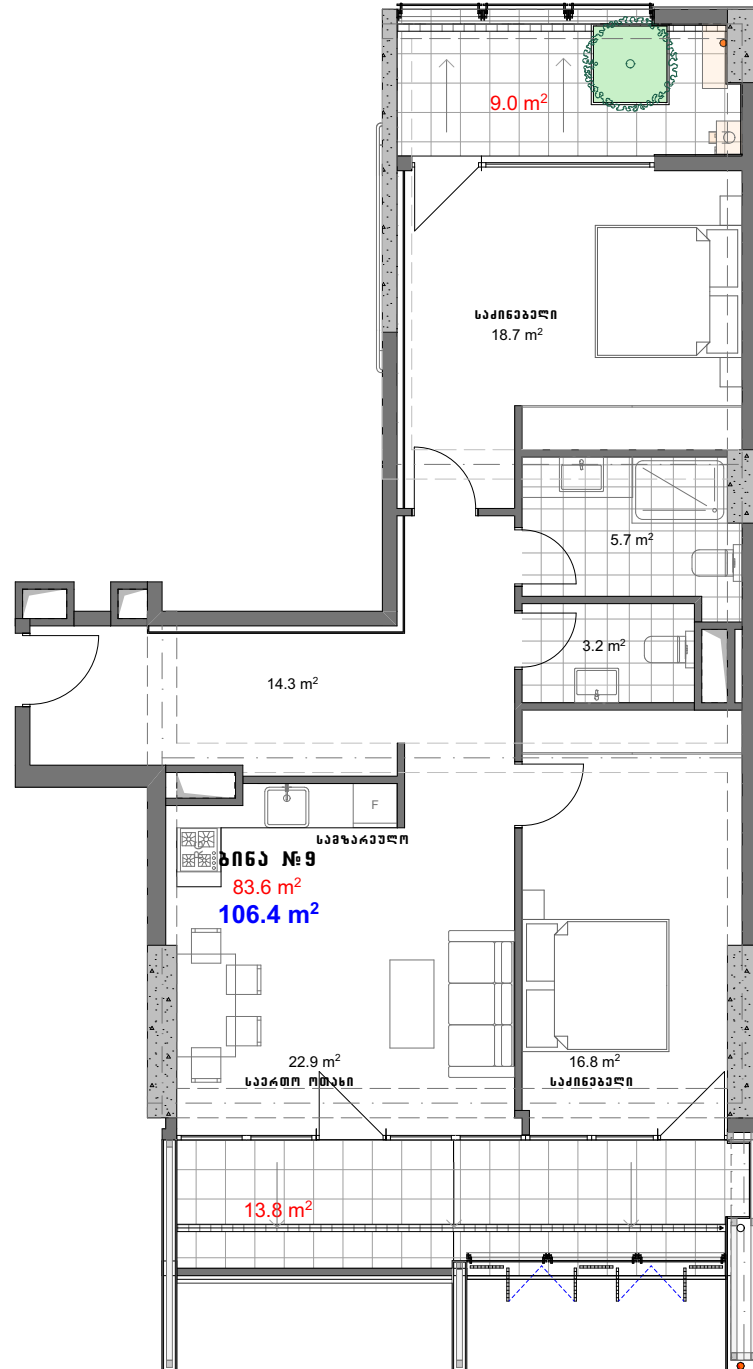 9.0 m²
საძინებელი
18.7 m²
5.7 m²
3.2 m²
14.3 m²
F
სამზარეულო
ბინა №9
83.6 m²
106.4 m²
22.9 m²
საერთო ოთახი
16.8 m²
საძინებელი
13.8 m²